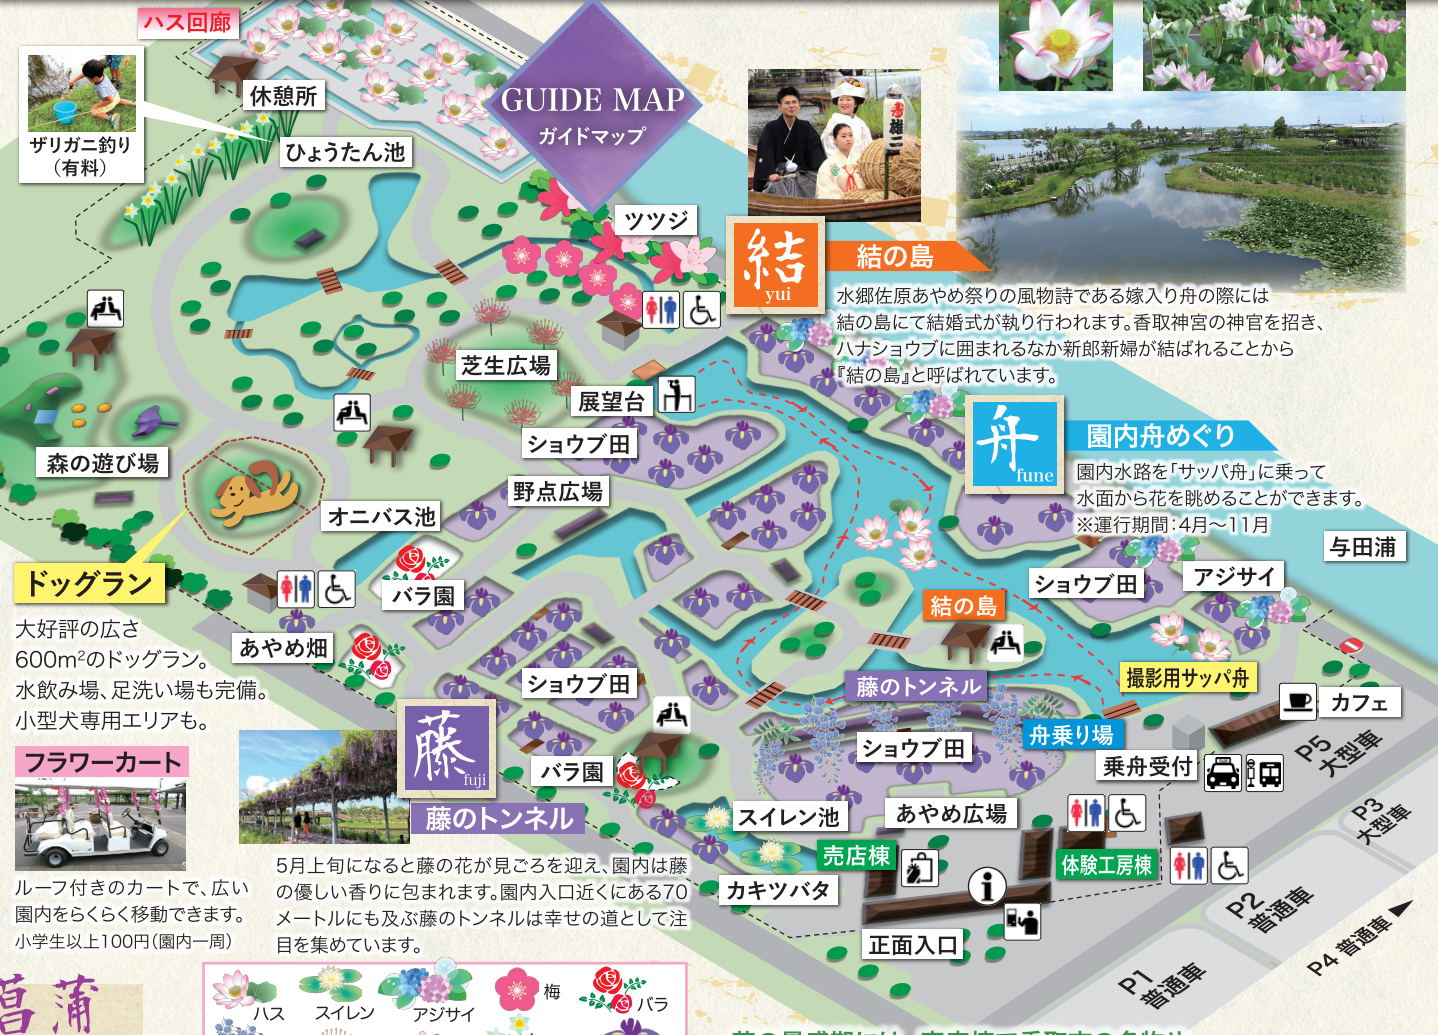 ハス回廊
休憩所
ザリガニ釣り
（有料）
ひょうたん池
GUIDE MAP
ガイドマップ
ツツジ
結
yui
結の島
水郷佐原あやめ祭りの風物詩である嫁入り舟の際には
結の島にて結婚式が執り行われます。香取神宮の神官を招き、
ハナショウブに囲まれるなか新郎新婦が結ばれることから
『結の島』と呼ばれています。
芝生広場
展望台
ショウブ田
舟
fune
園内舟めぐり
園内水路を「サッパ舟」に乗って
水面から花を眺めることができます。
※運行期間：4月〜11月
森の遊び場
野点広場
オニバス池
与田浦
ドッグラン
大好評の広さ
600m²のドッグラン。
水飲み場、足洗い場も完備。
小型犬専用エリアも。
バラ園
あやめ畑
ショウブ田
アジサイ
結の島
ショウブ田
藤のトンネル
撮影用サッパ舟
カフェ
舟乗り場
ショウブ田
乗舟受付
P5
大型車
P3
大型車
フラワーカート
ルーフ付きのカートで、広い
園内をらくらく移動できます。
小学生以上100円（園内一周）
藤
fuji
藤のトンネル
5月上旬になると藤の花が見ごろを迎え、園内は藤
の優しい香りに包まれます。園内入口近くにある70
メートルにも及ぶ藤のトンネルは幸せの道として注
目を集めています。
バラ園
スイレン池
あやめ広場
売店棟
体験工房棟
カキツバタ
正面入口
P2
普通車
P1
普通車
P4 普通車
菖蒲
ハス
スイレン
アジサイ
梅
バラ